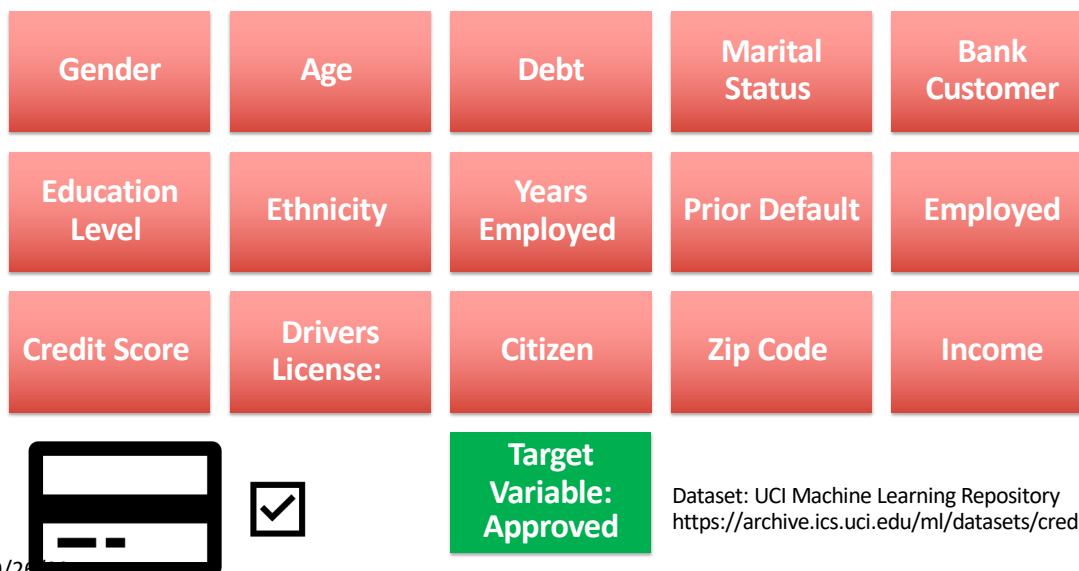 Gender
Age
Debt
Marital
Status
Bank
Customer
Education
Level
Ethnicity
Years
Employed
Prior Default
Employed
Credit Score
Drivers
License:
Citizen
Zip Code
Income
Target
Variable:
Approved
Dataset: UCI Machine Learning Repository
https://archive.ics.uci.edu/ml/datasets/cred